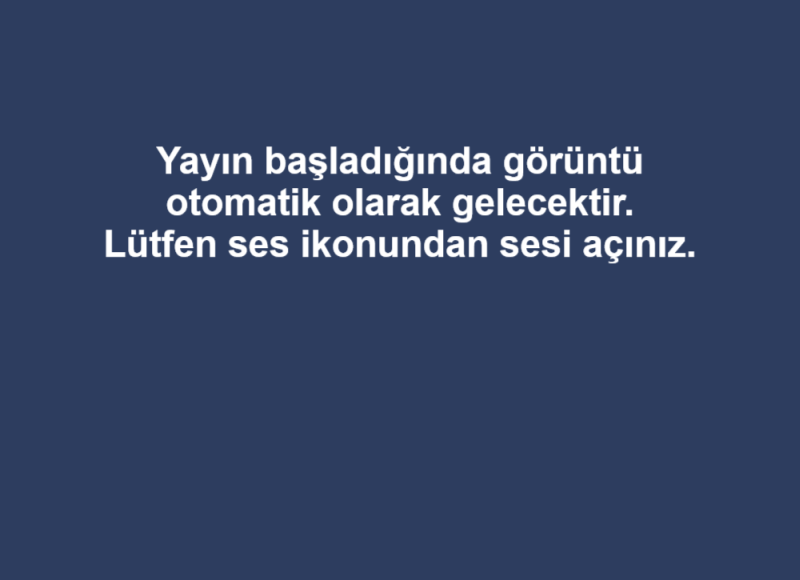 Yayın başladığında görüntü
otomatik olarak gelecektir.
Lütfen ses ikonundan sesi açınız.